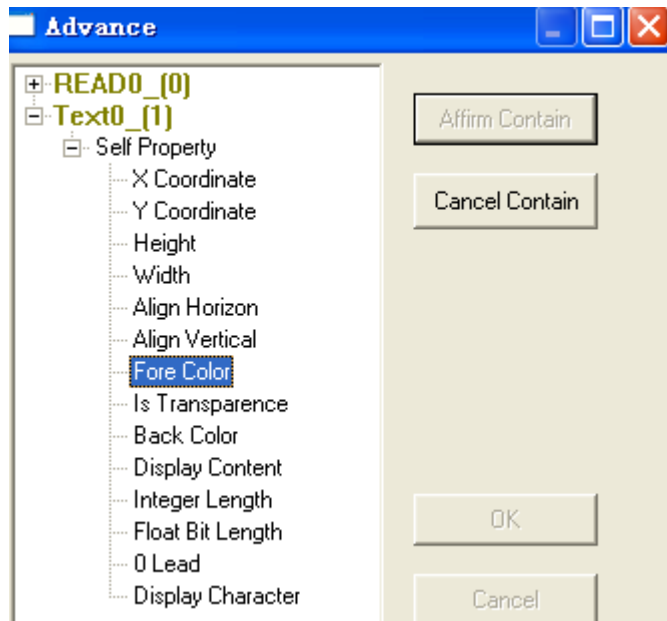 Advance
READ0_(0)
Text0_(1)
Self Property
X Coordinate
Y Coordinate
Height
Width
Align Horizon
Align Vertical
Fore Color
Is Transparence
Back Color
Display Content
Integer Length
Float Bit Length
0 Lead
Display Character
Affirm Contain
Cancel Contain
OK
Cancel